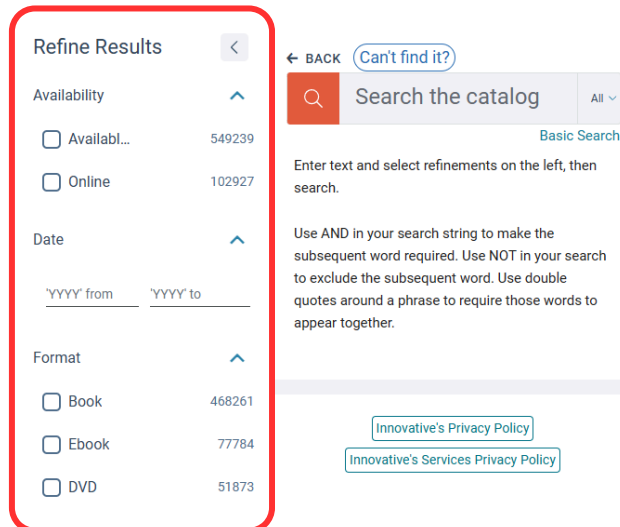 Refine Results
Availability
Availabl... 549239
Online 102927
Date
'YYYY' from 'YYYY' to
Format
Book 468261
Ebook 77784
DVD 51873
BACK Can't find it?
Search the catalog All
Basic Search
Enter text and select refinements on the left, then
search.
Use AND in your search string to make the
subsequent word required. Use NOT in your search
to exclude the subsequent word. Use double
quotes around a phrase to require those words to
appear together.
Innovative's Privacy Policy
Innovative's Services Privacy Policy